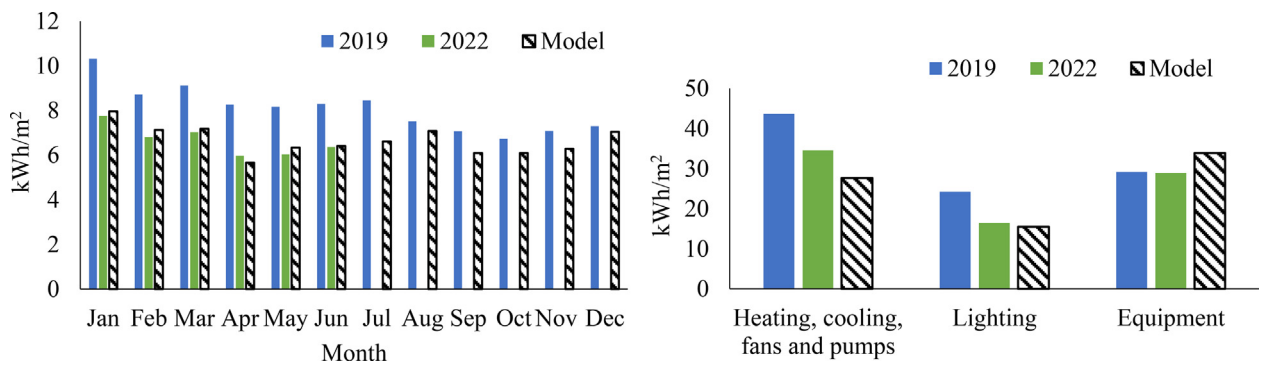 12
10
8
6
4
2
0
kWh/m²
2019 2022 Model
Jan Feb Mar Apr May Jun Jul Aug Sep Oct Nov Dec
Month
50
40
30
20
10
0
kWh/m²
2019 2022 Model
Heating, cooling,
fans and pumps
Lighting
Equipment